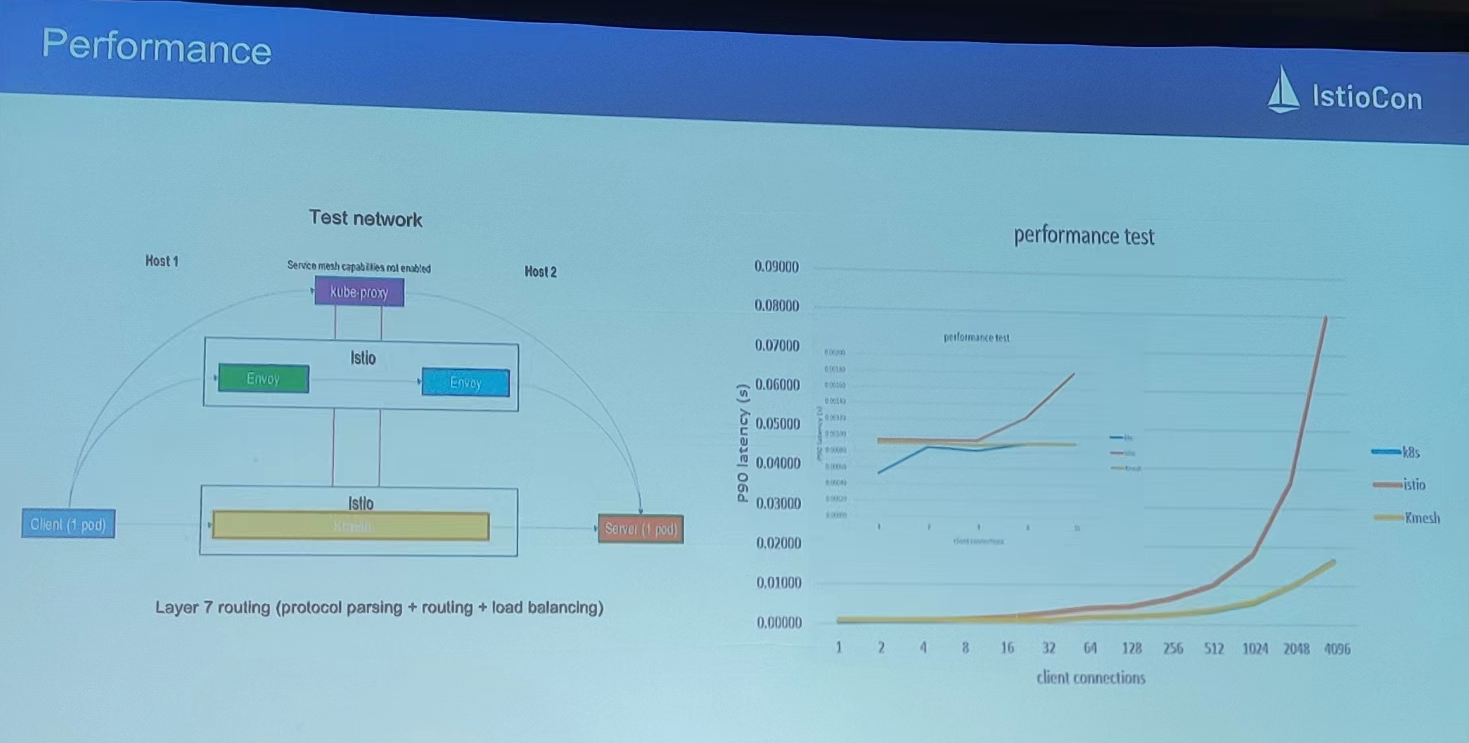 Performance
IstioCon
Test network
Host 1
Service mesh capabilities not enabled
Host 2
kube-proxy
Istio
Envoy
Envoy
Istio
Kmesh
Client (1 pod)
Server (1 pod)
Layer 7 routing (protocol parsing + routing + load balancing)
performance test
0.09000
0.08000
0.07000
0.06000
0.05000
0.04000
0.03000
0.02000
0.01000
0.00000
P90 latency (s)
performance test
client connections
k8s
istio
Kmesh
1 2 4 8 16 32 64 128 256 512 1024 2048 4096
client connections